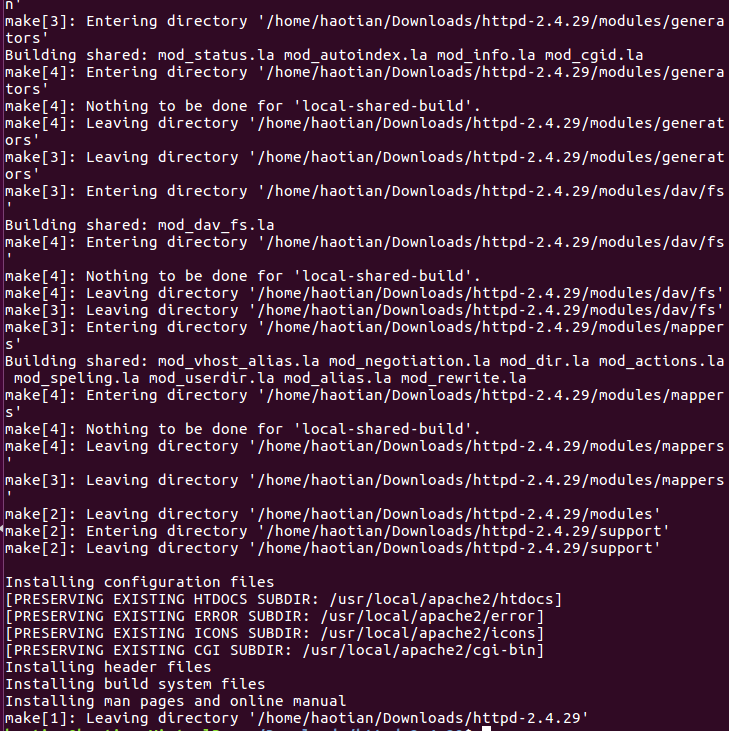 n'
make[3]: Entering directory '/home/haotian/Downloads/httpd-2.4.29/modules/genera
tors'
Building shared: mod_status.la mod_autoindex.la mod_info.la mod_cgid.la
make[4]: Entering directory '/home/haotian/Downloads/httpd-2.4.29/modules/genera
tors'
make[4]: Nothing to be done for 'local-shared-build'.
make[4]: Leaving directory '/home/haotian/Downloads/httpd-2.4.29/modules/generat
ors'
make[3]: Leaving directory '/home/haotian/Downloads/httpd-2.4.29/modules/generat
ors'
make[3]: Entering directory '/home/haotian/Downloads/httpd-2.4.29/modules/dav/fs
'
Building shared: mod_dav_fs.la
make[4]: Entering directory '/home/haotian/Downloads/httpd-2.4.29/modules/dav/fs
'
make[4]: Nothing to be done for 'local-shared-build'.
make[4]: Leaving directory '/home/haotian/Downloads/httpd-2.4.29/modules/dav/fs'
make[3]: Leaving directory '/home/haotian/Downloads/httpd-2.4.29/modules/dav/fs'
make[3]: Entering directory '/home/haotian/Downloads/httpd-2.4.29/modules/mapper
s'
Building shared: mod_vhost_alias.la mod_negotiation.la mod_dir.la mod_actions.la
 mod_speling.la mod_userdir.la mod_alias.la mod_rewrite.la
make[4]: Entering directory '/home/haotian/Downloads/httpd-2.4.29/modules/mapper
s'
make[4]: Nothing to be done for 'local-shared-build'.
make[4]: Leaving directory '/home/haotian/Downloads/httpd-2.4.29/modules/mappers
'
make[3]: Leaving directory '/home/haotian/Downloads/httpd-2.4.29/modules/mappers
'
make[2]: Leaving directory '/home/haotian/Downloads/httpd-2.4.29/modules'
make[2]: Entering directory '/home/haotian/Downloads/httpd-2.4.29/support'
make[2]: Leaving directory '/home/haotian/Downloads/httpd-2.4.29/support'
Installing configuration files
[PRESERVING EXISTING HTDOCS SUBDIR: /usr/local/apache2/htdocs]
[PRESERVING EXISTING ERROR SUBDIR: /usr/local/apache2/error]
[PRESERVING EXISTING ICONS SUBDIR: /usr/local/apache2/icons]
[PRESERVING EXISTING CGI SUBDIR: /usr/local/apache2/cgi-bin]
Installing header files
Installing build system files
Installing man pages and online manual
make[1]: Leaving directory '/home/haotian/Downloads/httpd-2.4.29'